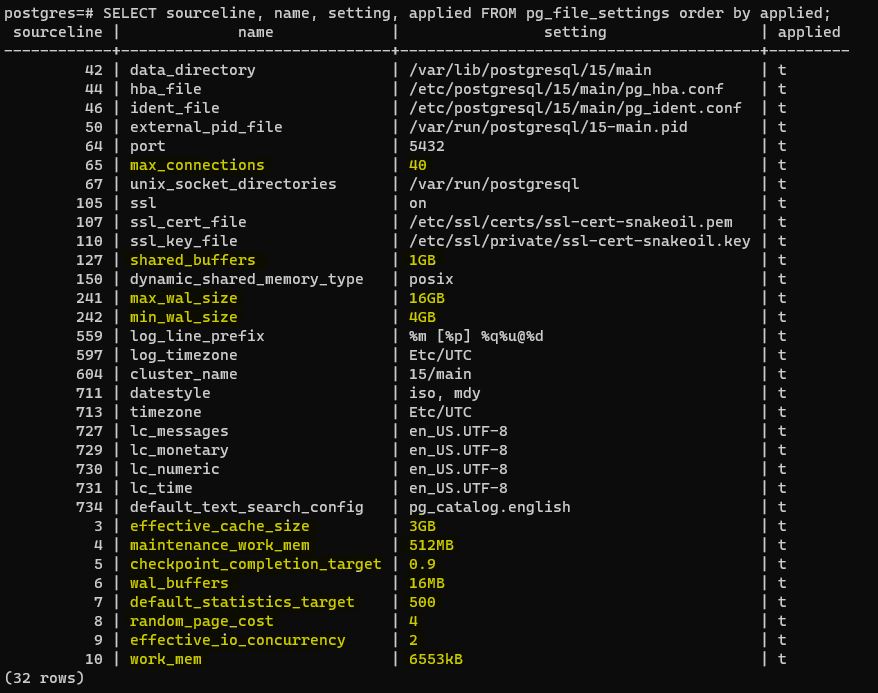 postgres=# SELECT sourceline, name, setting, applied FROM pg_file_settings order by applied;
 sourceline |             name             |                setting                 | applied
------------+------------------------------+----------------------------------------+---------
         42 | data_directory               | /var/lib/postgresql/15/main            | t
         44 | hba_file                     | /etc/postgresql/15/main/pg_hba.conf    | t
         46 | ident_file                   | /etc/postgresql/15/main/pg_ident.conf  | t
         50 | external_pid_file            | /var/run/postgresql/15-main.pid        | t
         64 | port                         | 5432                                   | t
         65 | max_connections              | 40                                     | t
         67 | unix_socket_directories      | /var/run/postgresql                    | t
        105 | ssl                          | on                                     | t
        107 | ssl_cert_file                | /etc/ssl/certs/ssl-cert-snakeoil.pem   | t
        110 | ssl_key_file                 | /etc/ssl/private/ssl-cert-snakeoil.key | t
        127 | shared_buffers               | 1GB                                    | t
        150 | dynamic_shared_memory_type   | posix                                  | t
        241 | max_wal_size                 | 16GB                                   | t
        242 | min_wal_size                 | 4GB                                    | t
        559 | log_line_prefix              | %m [%p] %q%u@%d                        | t
        597 | log_timezone                 | Etc/UTC                                | t
        604 | cluster_name                 | 15/main                                | t
        711 | datestyle                    | iso, mdy                               | t
        713 | timezone                     | Etc/UTC                                | t
        727 | lc_messages                  | en_US.UTF-8                            | t
        729 | lc_monetary                  | en_US.UTF-8                            | t
        730 | lc_numeric                   | en_US.UTF-8                            | t
        731 | lc_time                      | en_US.UTF-8                            | t
        734 | default_text_search_config   | pg_catalog.english                     | t
          3 | effective_cache_size         | 3GB                                    | t
          4 | maintenance_work_mem         | 512MB                                  | t
          5 | checkpoint_completion_target | 0.9                                    | t
          6 | wal_buffers                  | 16MB                                   | t
          7 | default_statistics_target    | 500                                    | t
          8 | random_page_cost             | 4                                      | t
          9 | effective_io_concurrency     | 2                                      | t
         10 | work_mem                     | 6553kB                                 | t
(32 rows)